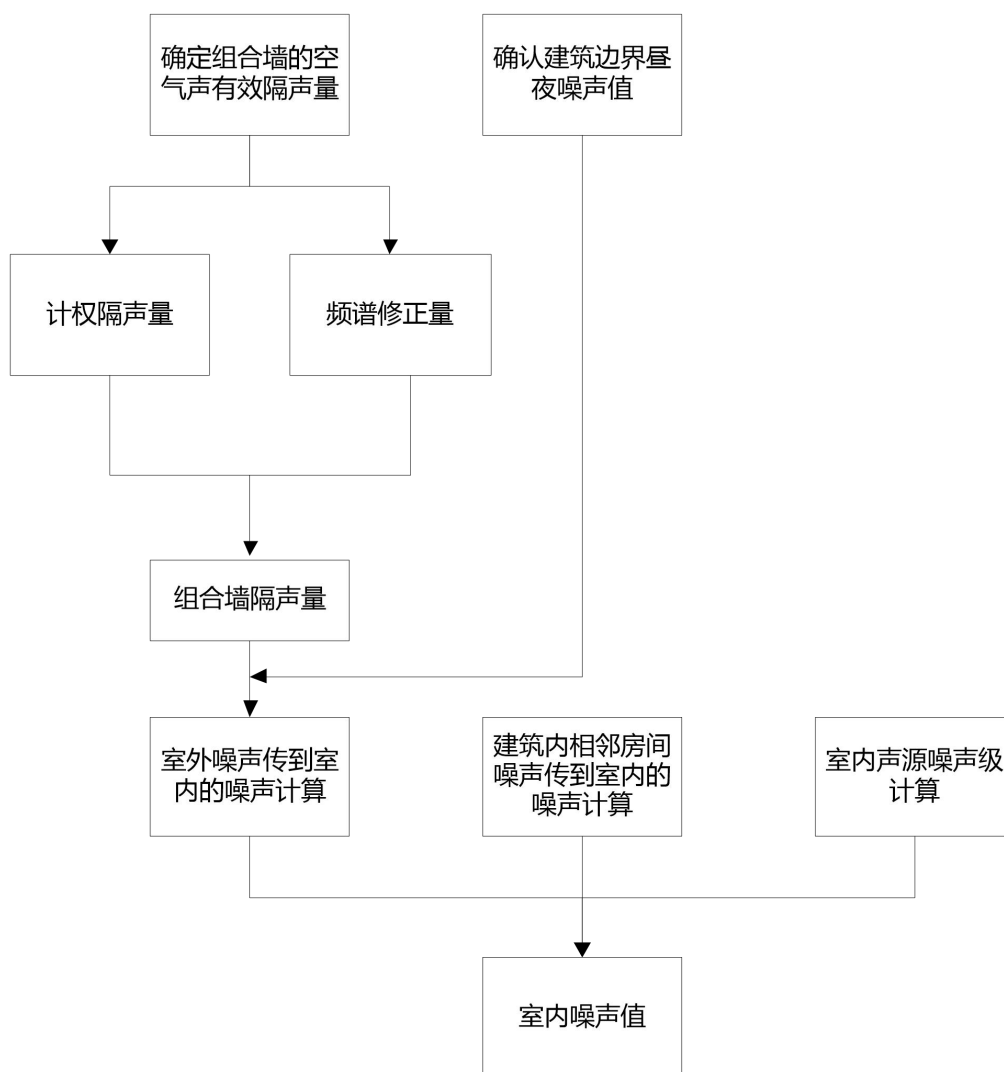 确定组合墙的空
气声有效隔声量
确认建筑边界昼
夜噪声值
计权隔声量
频谱修正量
组合墙隔声量
室外噪声传到室
内的噪声计算
建筑内相邻房间
噪声传到室内的
噪声计算
室内声源噪声级
计算
室内噪声值